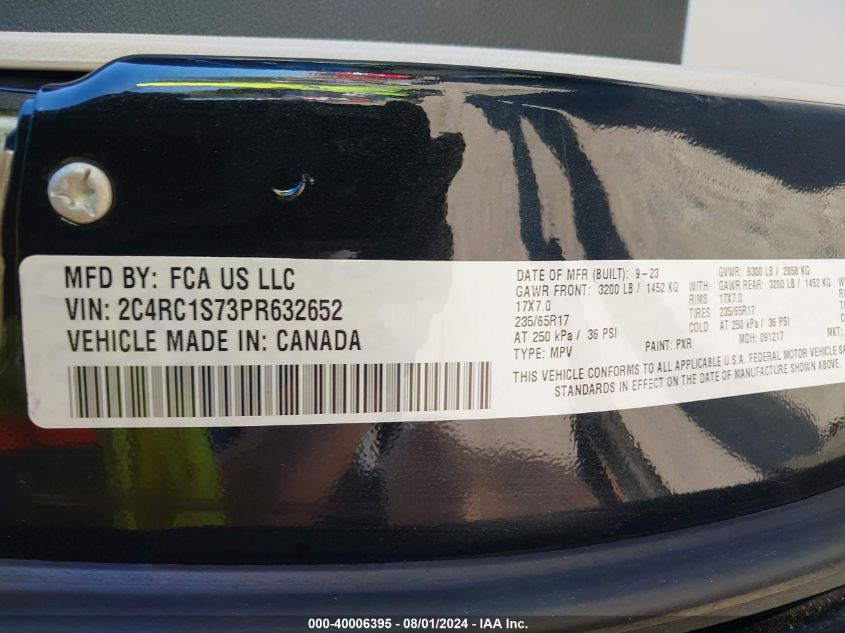 MFD BY: FCA US LLC
VIN: 2C4RC1S73PR632652
VEHICLE MADE IN: CANADA
DATE OF MFR (BUILT): 9-23 GVWR: 6300 LB / 2858 KG
GAWR FRONT: 3200 LB / 1452 KG WITH GAWR REAR: 3200 LB / 1452 KG
17X7.0 RIMS 17X7.0
235/65R17 TIRES 235/65R17
AT 250 kPa / 36 PSI COLD AT 250 kPa / 36 PSI
TYPE: MPV PAINT: PXR MDH: 091217 MKT:
THIS VEHICLE CONFORMS TO ALL APPLICABLE U.S.A. FEDERAL MOTOR VEHICLE
STANDARDS IN EFFECT ON THE DATE OF MANUFACTURE SHOWN ABOVE.
000-40006395 - 08/01/2024 - IAA Inc.